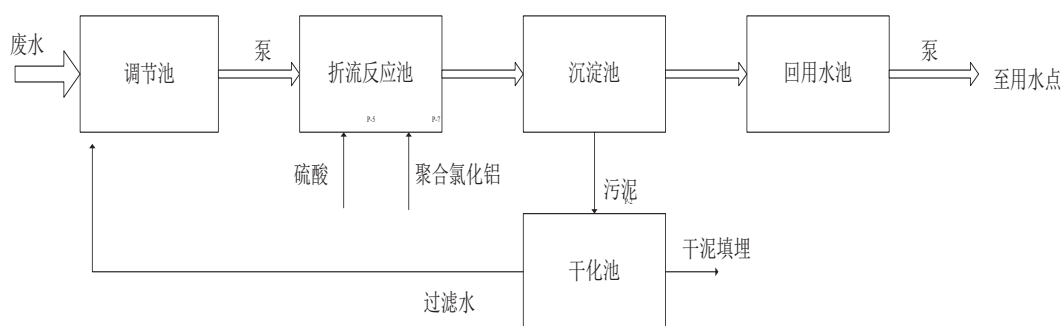 废水
调节池
泵
折流反应池
沉淀池
回用水池
泵
至用水点
P-5
P-7
硫酸
聚合氯化铝
污泥
干化池
干泥填埋
过滤水